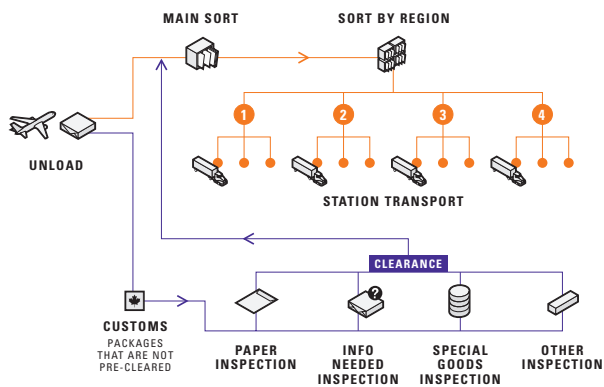 MAIN SORT
SORT BY REGION
1
2
3
4
UNLOAD
STATION TRANSPORT
CLEARANCE
?
CUSTOMS
PACKAGES
THAT ARE NOT
PRE-CLEARED
PAPER
INSPECTION
INFO
NEEDED
INSPECTION
SPECIAL
GOODS
INSPECTION
OTHER
INSPECTION